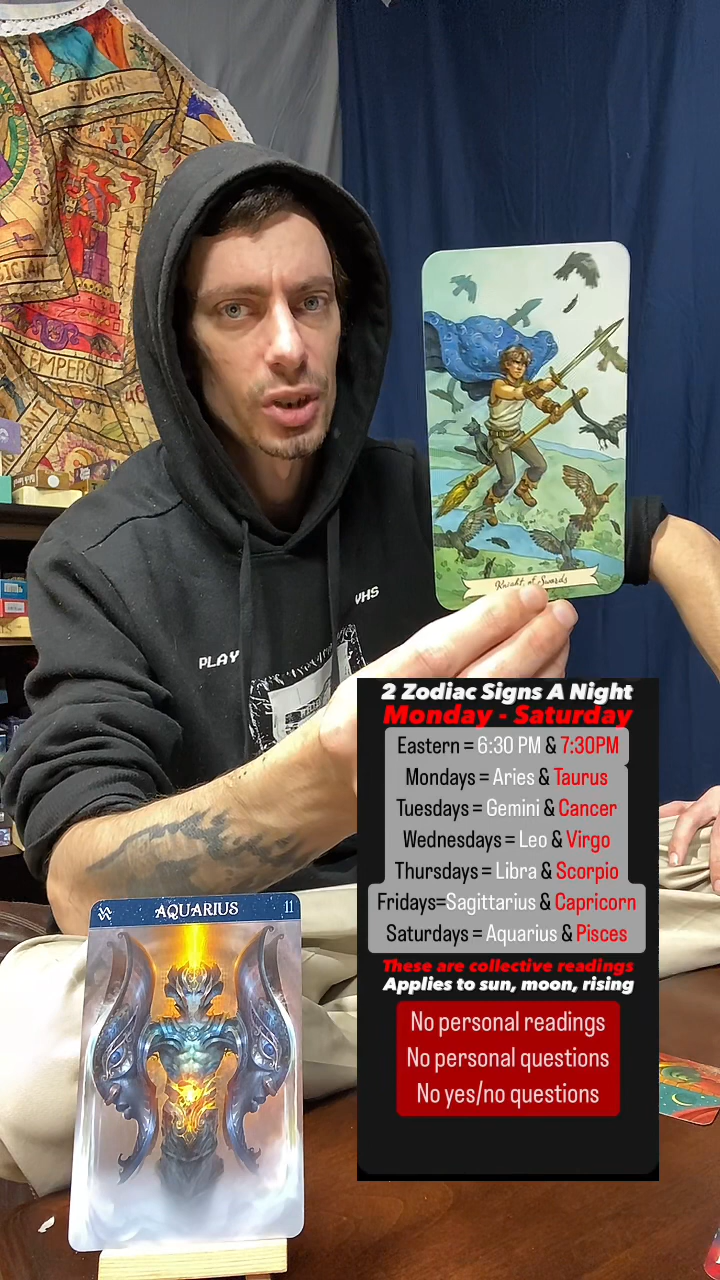 STRENGTH
EMPEROR
PLAY
VHS
Knight of Swords
2 Zodiac Signs A Night
Monday - Saturday
Eastern = 6:30 PM & 7:30PM
Mondays = Aries & Taurus
Tuesdays = Gemini & Cancer
Wednesdays = Leo & Virgo
Thursdays = Libra & Scorpio
Fridays=Sagittarius & Capricorn
Saturdays = Aquarius & Pisces
These are collective readings
Applies to sun, moon, rising
No personal readings
No personal questions
No yes/no questions
AQUARIUS 11